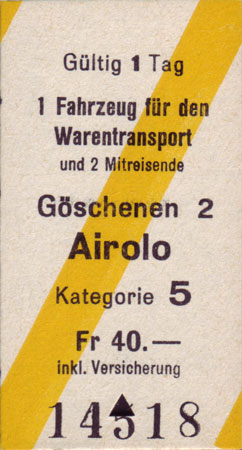 Gültig 1 Tag
1 Fahrzeug für den
Warentransport
und 2 Mitreisende
Göschenen 2
Airolo
Kategorie 5
Fr 40.—
inkl. Versicherung
14518